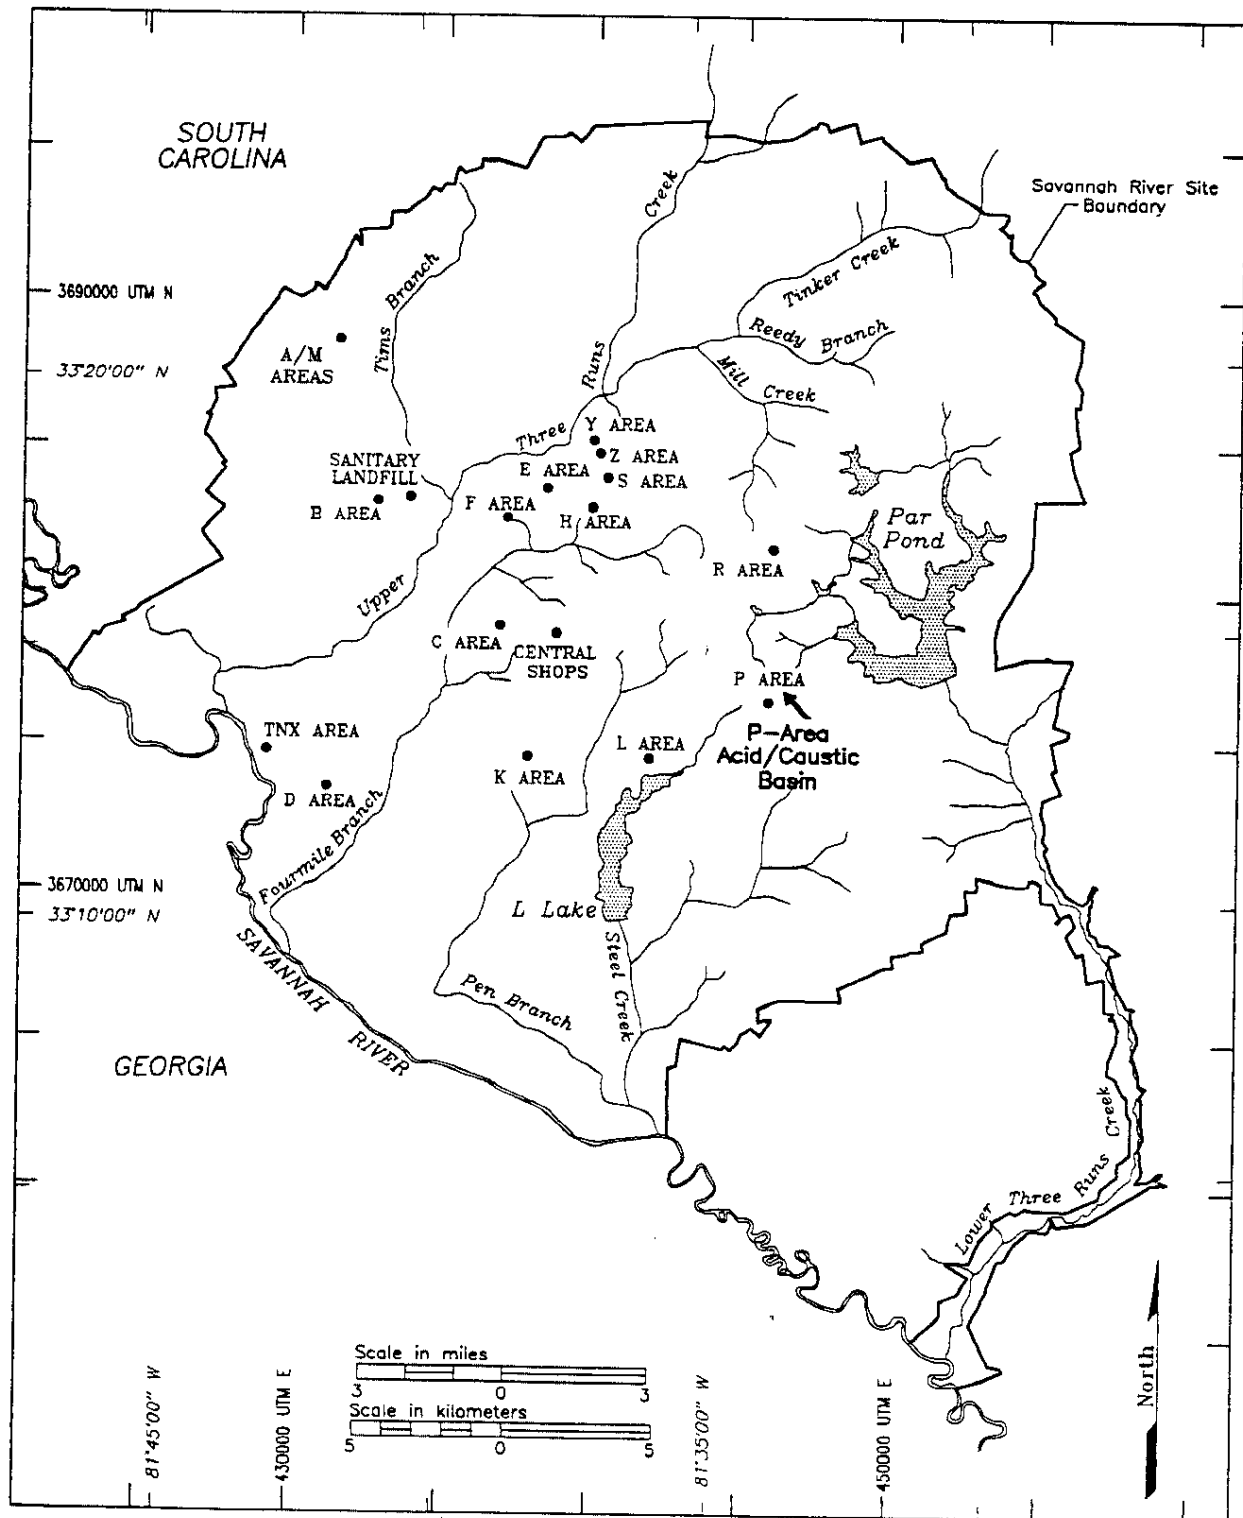 SOUTH
CAROLINA
Savannah River Site
Boundary
Creek
Runs
Three
Upper
Tims
Branch
Tinker Creek
Reedy Branch
Mill Creek
3690000 UTM N
33°20'00" N
A/M
AREAS
Y AREA
Z AREA
E AREA
S AREA
SANITARY
LANDFILL
B AREA
F AREA
H AREA
Par
Pond
R AREA
C AREA
CENTRAL
SHOPS
P AREA
P-Area
Acid/Caustic
Basin
TNX AREA
D AREA
K AREA
L AREA
Fourmile Branch
3670000 UTM N
33°10'00" N
L Lake
Steel Creek
Pen Branch
SAVANNAH RIVER
GEORGIA
Lower Three Runs Creek
Scale in miles
3 0 3
Scale in kilometers
5 0 5
81°45'00" W
430000 UTM E
81°35'00" W
450000 UTM E
North